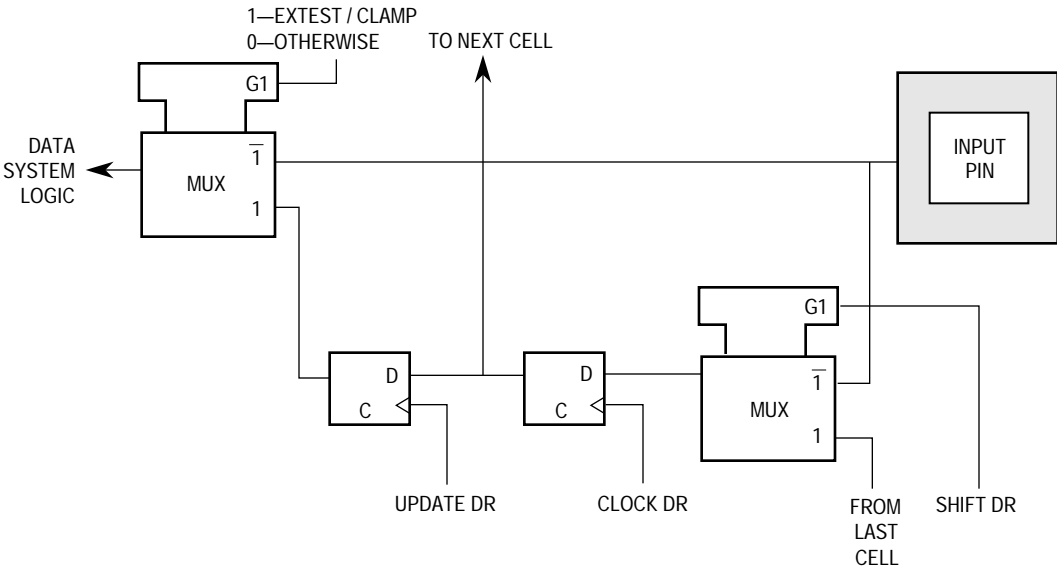 1—EXTEST / CLAMP
0—OTHERWISE
TO NEXT CELL
G1
DATA
SYSTEM
LOGIC
MUX
1̅
1
INPUT
PIN
G1
D
C
D
C
MUX
1̅
1
UPDATE DR
CLOCK DR
FROM
LAST
CELL
SHIFT DR